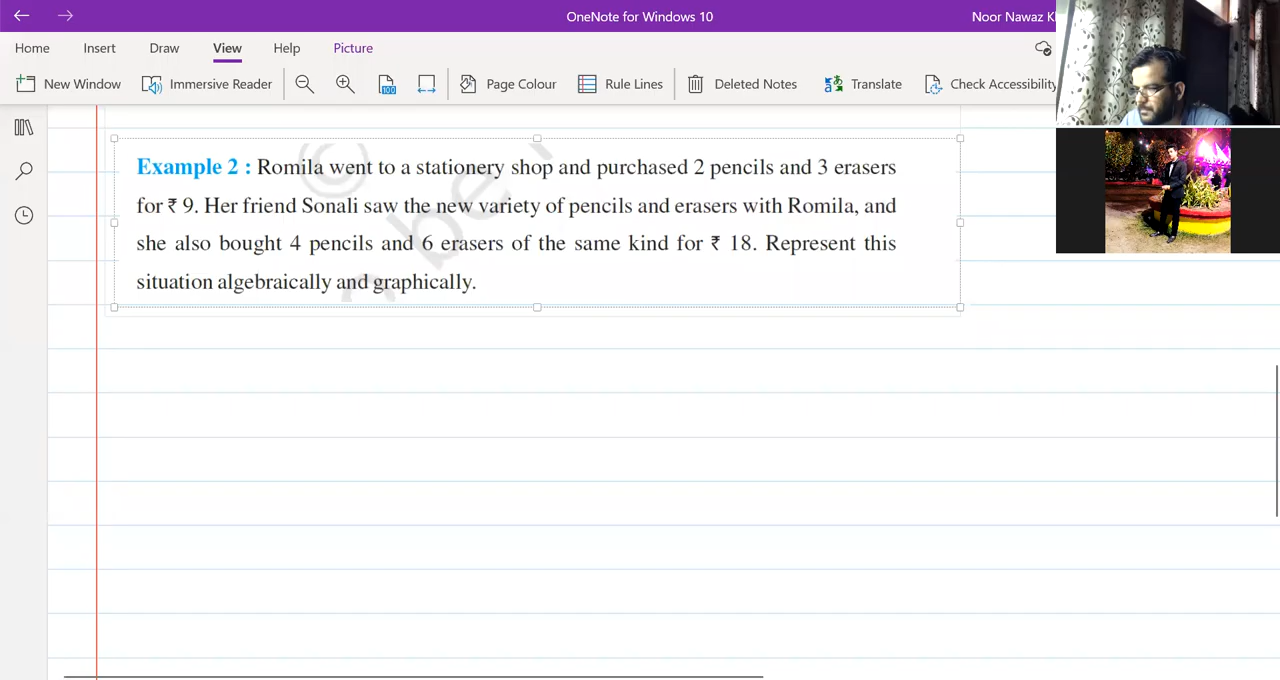 OneNote for Windows 10
Noor Nawaz K
Home Insert Draw View Help Picture
New Window Immersive Reader Page Colour Rule Lines Deleted Notes Translate Check Accessibility
Example 2 : Romila went to a stationery shop and purchased 2 pencils and 3 erasers
for ₹ 9. Her friend Sonali saw the new variety of pencils and erasers with Romila, and
she also bought 4 pencils and 6 erasers of the same kind for ₹ 18. Represent this
situation algebraically and graphically.